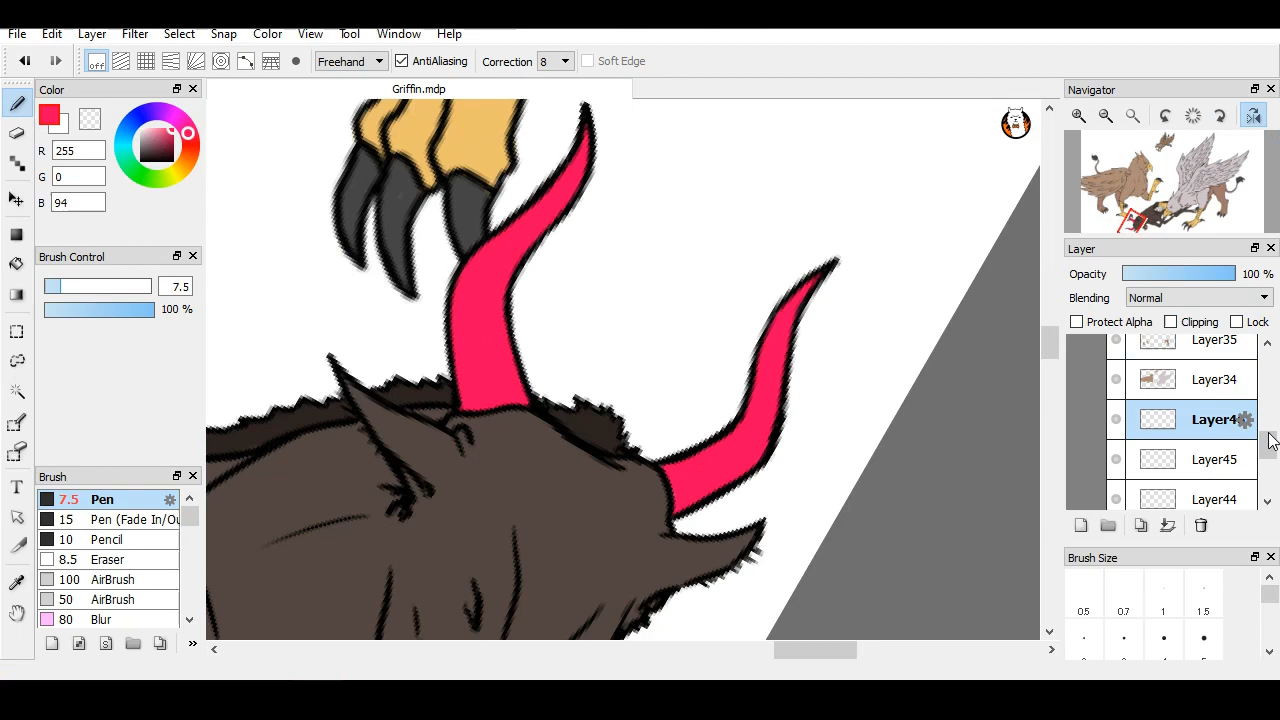 File Edit Layer Filter Select Snap Color View Tool Window Help
off Freehand AntiAliasing Correction 8 Soft Edge
Color
Griffin.mdp
Navigator
R 255
G 0
B 94
Brush Control
7.5
100 %
Layer
Opacity 100 %
Blending Normal
Protect Alpha Clipping Lock
Layer35
Layer34
Layer4
Layer45
Layer44
Brush
7.5 Pen
15 Pen (Fade In/Ou
10 Pencil
8.5 Eraser
100 AirBrush
50 AirBrush
80 Blur
Brush Size
0.5 0.7 1 1.5